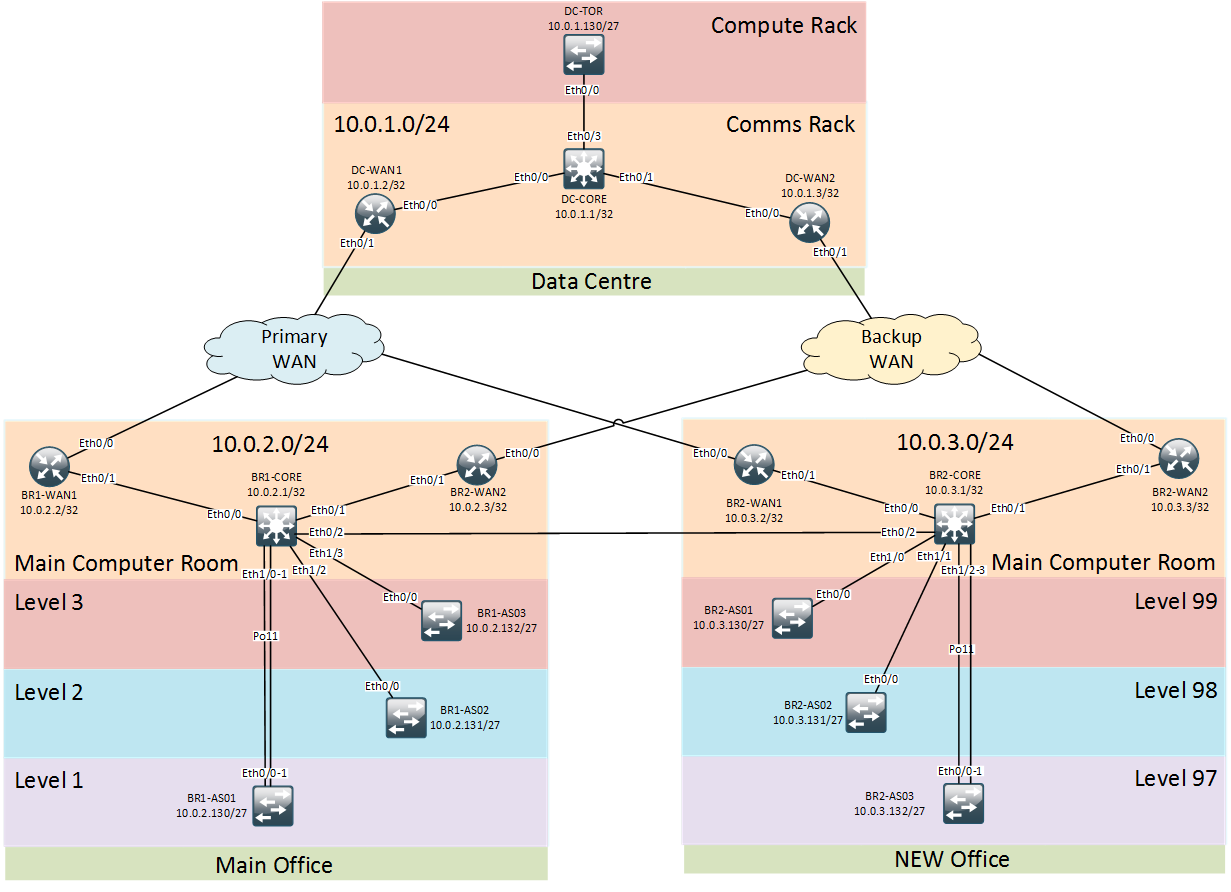 DC-TOR
10.0.1.130/27
Compute Rack
Eth0/0
10.0.1.0/24
Comms Rack
Eth0/3
DC-WAN1
10.0.1.2/32
Eth0/0
Eth0/1
DC-WAN2
10.0.1.3/32
Eth0/0
DC-CORE
10.0.1.1/32
Eth0/0
Eth0/1
Eth0/1
Data Centre
Primary
WAN
Backup
WAN
10.0.2.0/24
Eth0/0
Eth0/1
BR1-WAN1
10.0.2.2/32
BR1-CORE
10.0.2.1/32
Eth0/0
Eth0/1
Eth0/1
Eth0/0
BR2-WAN2
10.0.2.3/32
Eth0/2
Eth1/3
Eth1/2
Eth1/0-1
Main Computer Room
Level 3
Eth0/0
BR1-AS03
10.0.2.132/27
Po11
Level 2
Eth0/0
BR1-AS02
10.0.2.131/27
Level 1
Eth0/0-1
BR1-AS01
10.0.2.130/27
Main Office
10.0.3.0/24
Eth0/0
Eth0/1
BR2-WAN1
10.0.3.2/32
BR2-CORE
10.0.3.1/32
Eth0/0
Eth0/1
Eth0/0
Eth0/1
BR2-WAN2
10.0.3.3/32
Eth0/2
Eth1/0
Eth1/1
Eth1/2-3
Main Computer Room
Level 99
BR2-AS01
10.0.3.130/27
Eth0/0
Po11
Level 98
Eth0/0
BR2-AS02
10.0.3.131/27
Level 97
Eth0/0-1
BR2-AS03
10.0.3.132/27
NEW Office